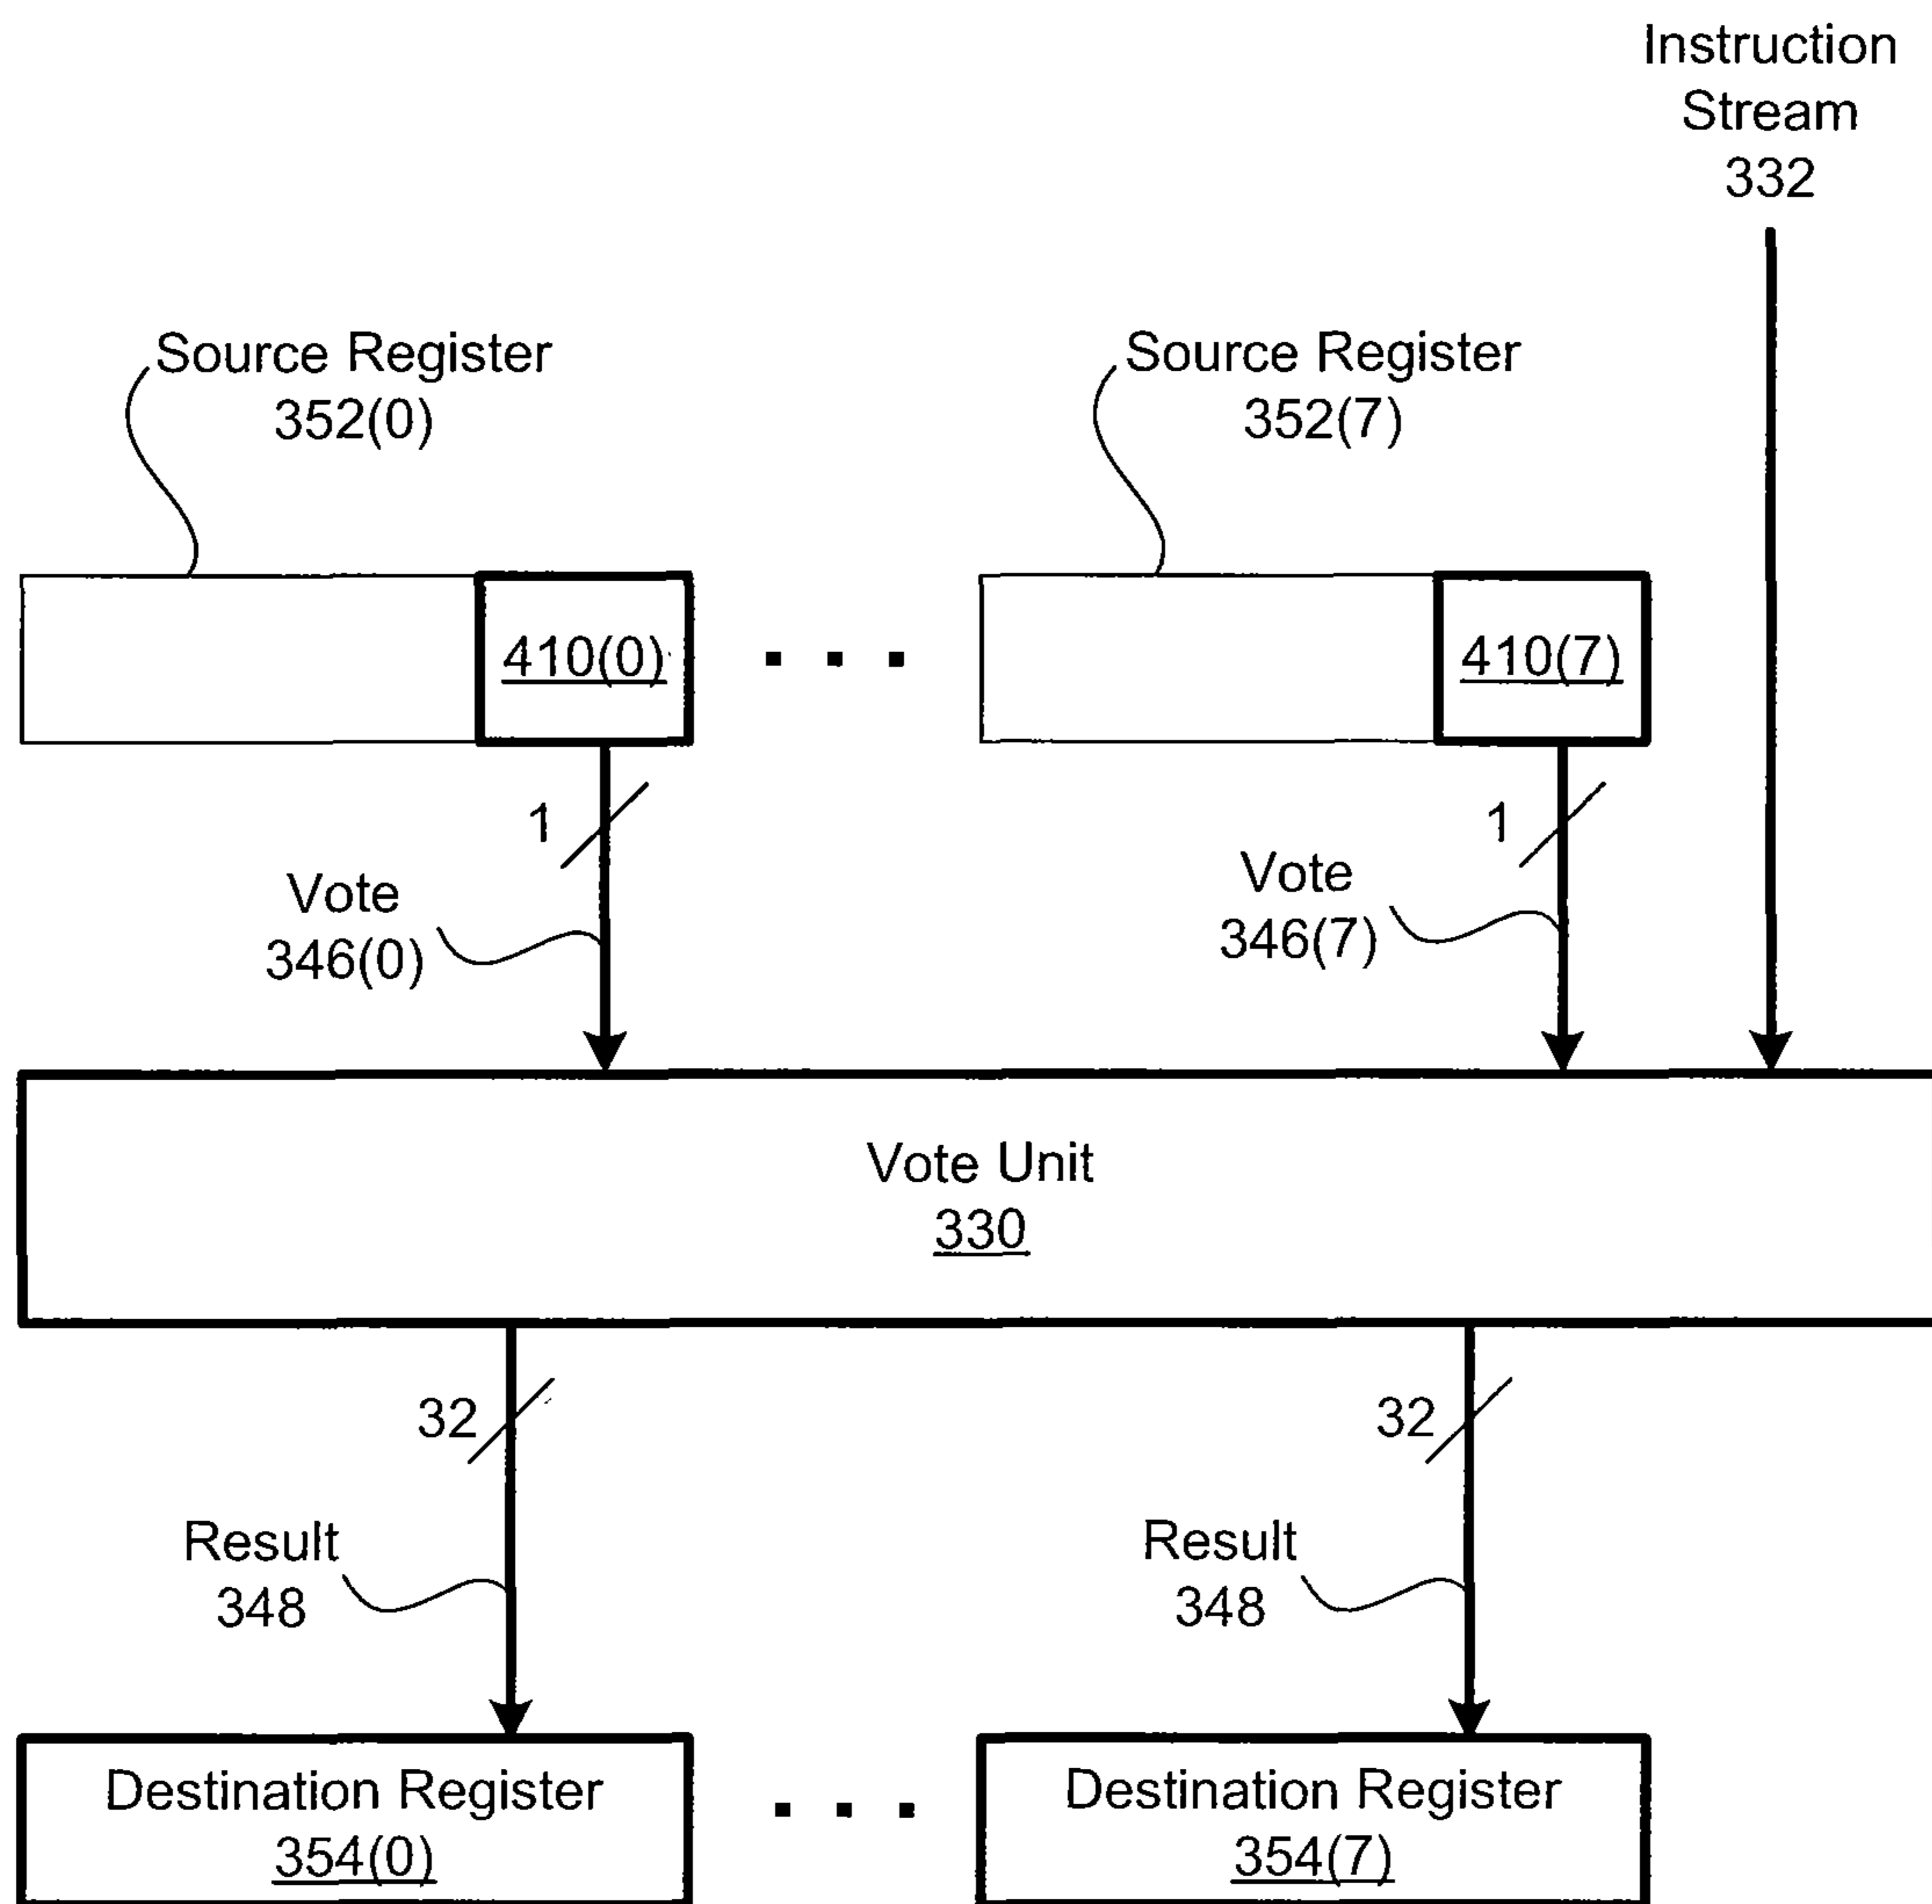 Instruction
Stream
332
Source Register
352(0)
Source Register
352(7)
410(0)
. . .
410(7)
1
1
Vote
346(0)
Vote
346(7)
Vote Unit
330
32
32
Result
348
Result
348
Destination Register
354(0)
. . .
Destination Register
354(7)